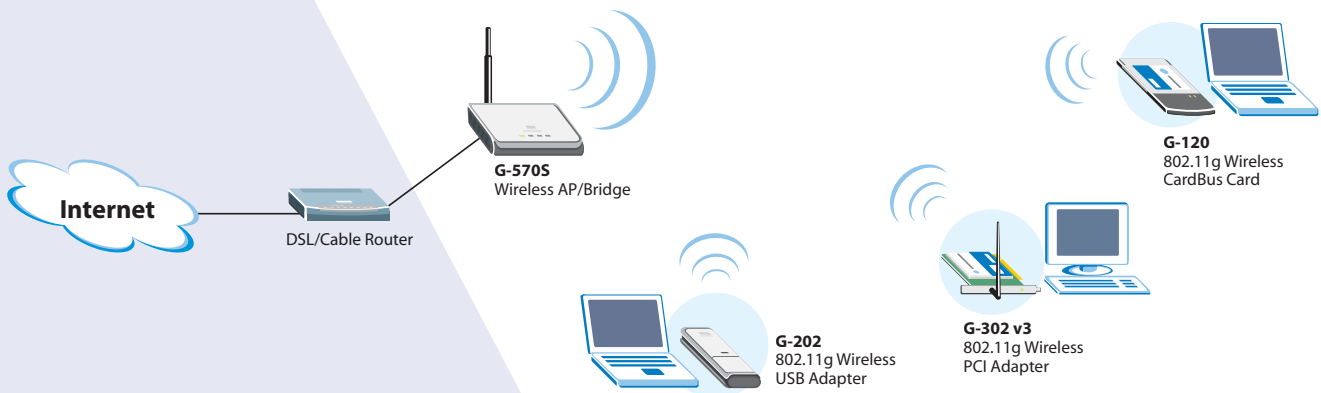 Internet
DSL/Cable Router
G-570S
Wireless AP/Bridge
G-202
802.11g Wireless
USB Adapter
G-302 v3
802.11g Wireless
PCI Adapter
G-120
802.11g Wireless
CardBus Card